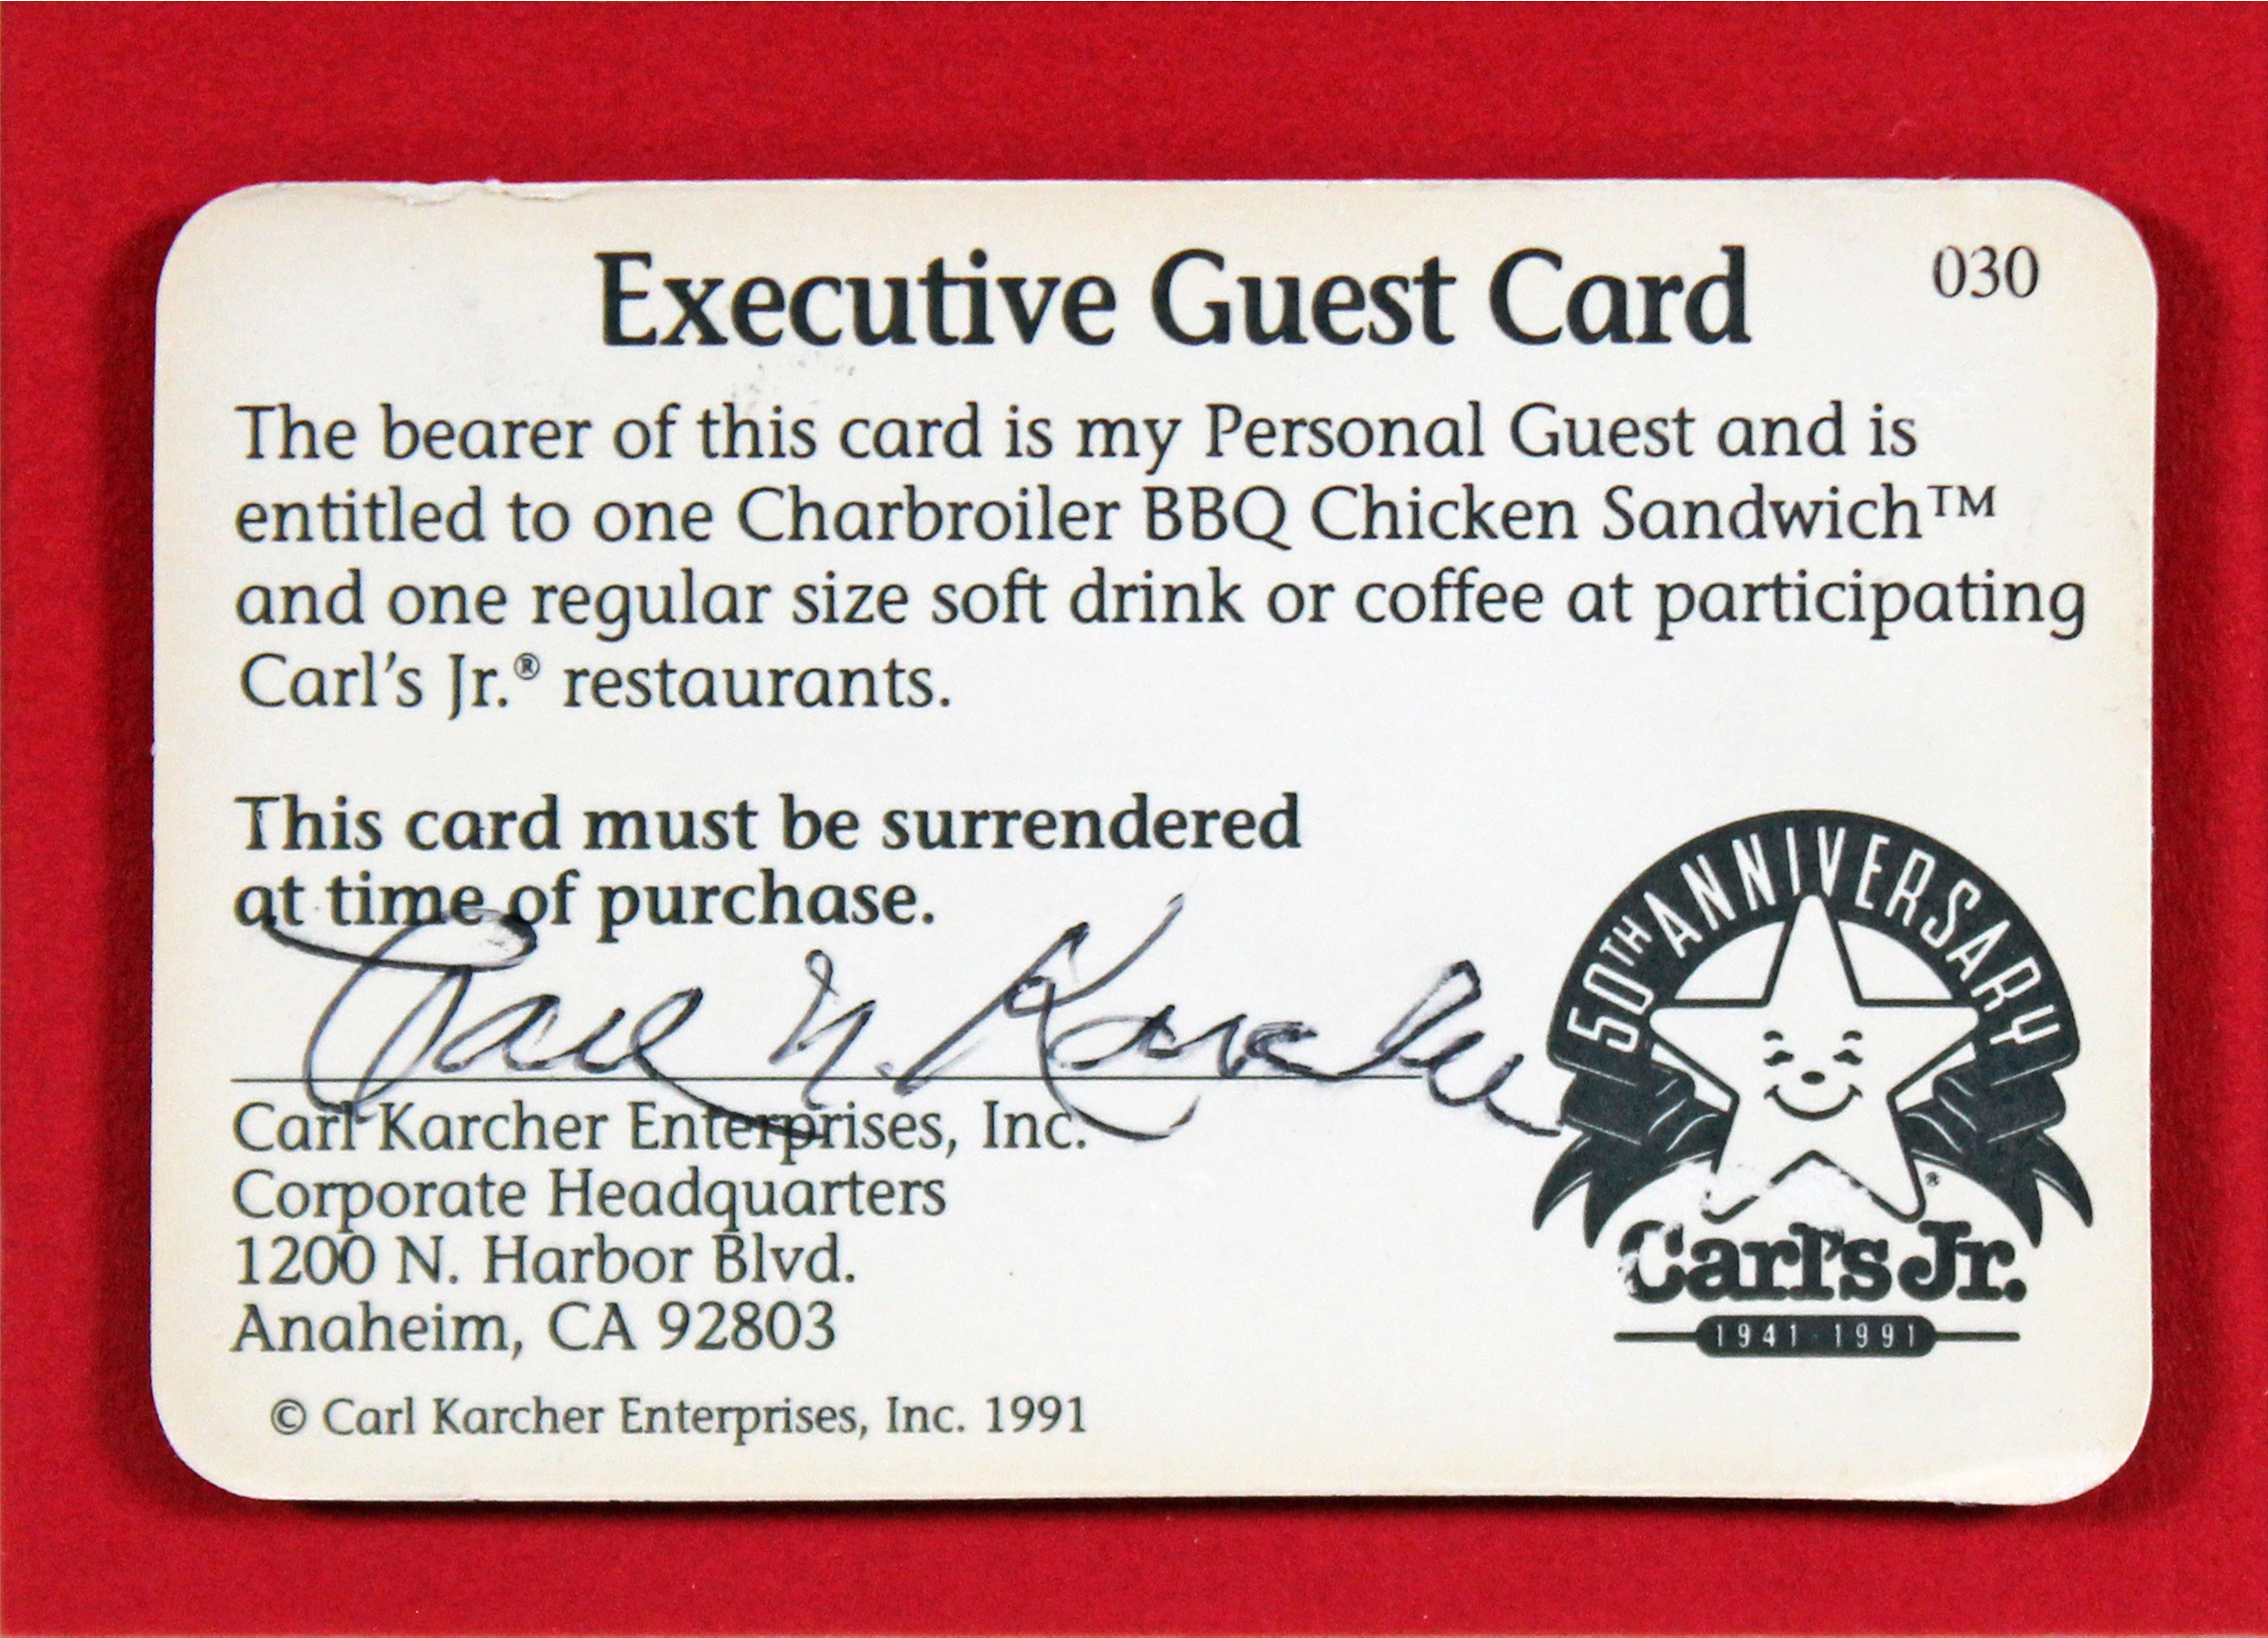 Executive Guest Card
030
The bearer of this card is my Personal Guest and is
entitled to one Charbroiler BBQ Chicken Sandwich™
and one regular size soft drink or coffee at participating
Carl's Jr.® restaurants.
This card must be surrendered
at time of purchase.
Carl N. Karcher
Carl Karcher Enterprises, Inc.
Corporate Headquarters
1200 N. Harbor Blvd.
Anaheim, CA 92803
© Carl Karcher Enterprises, Inc. 1991
50TH ANNIVERSARY
®
Carl's Jr.
1941-1991